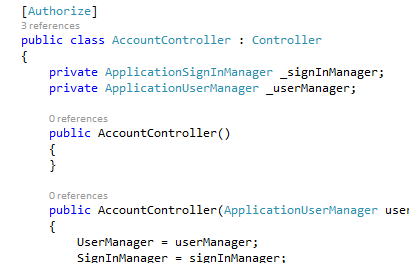 [Authorize]
3 references
public class AccountController : Controller
{
private ApplicationSignInManager _signInManager;
private ApplicationUserManager _userManager;
0 references
public AccountController()
{
}
0 references
public AccountController(ApplicationUserManager user
{
UserManager = userManager;
SignInManager = signInManager;